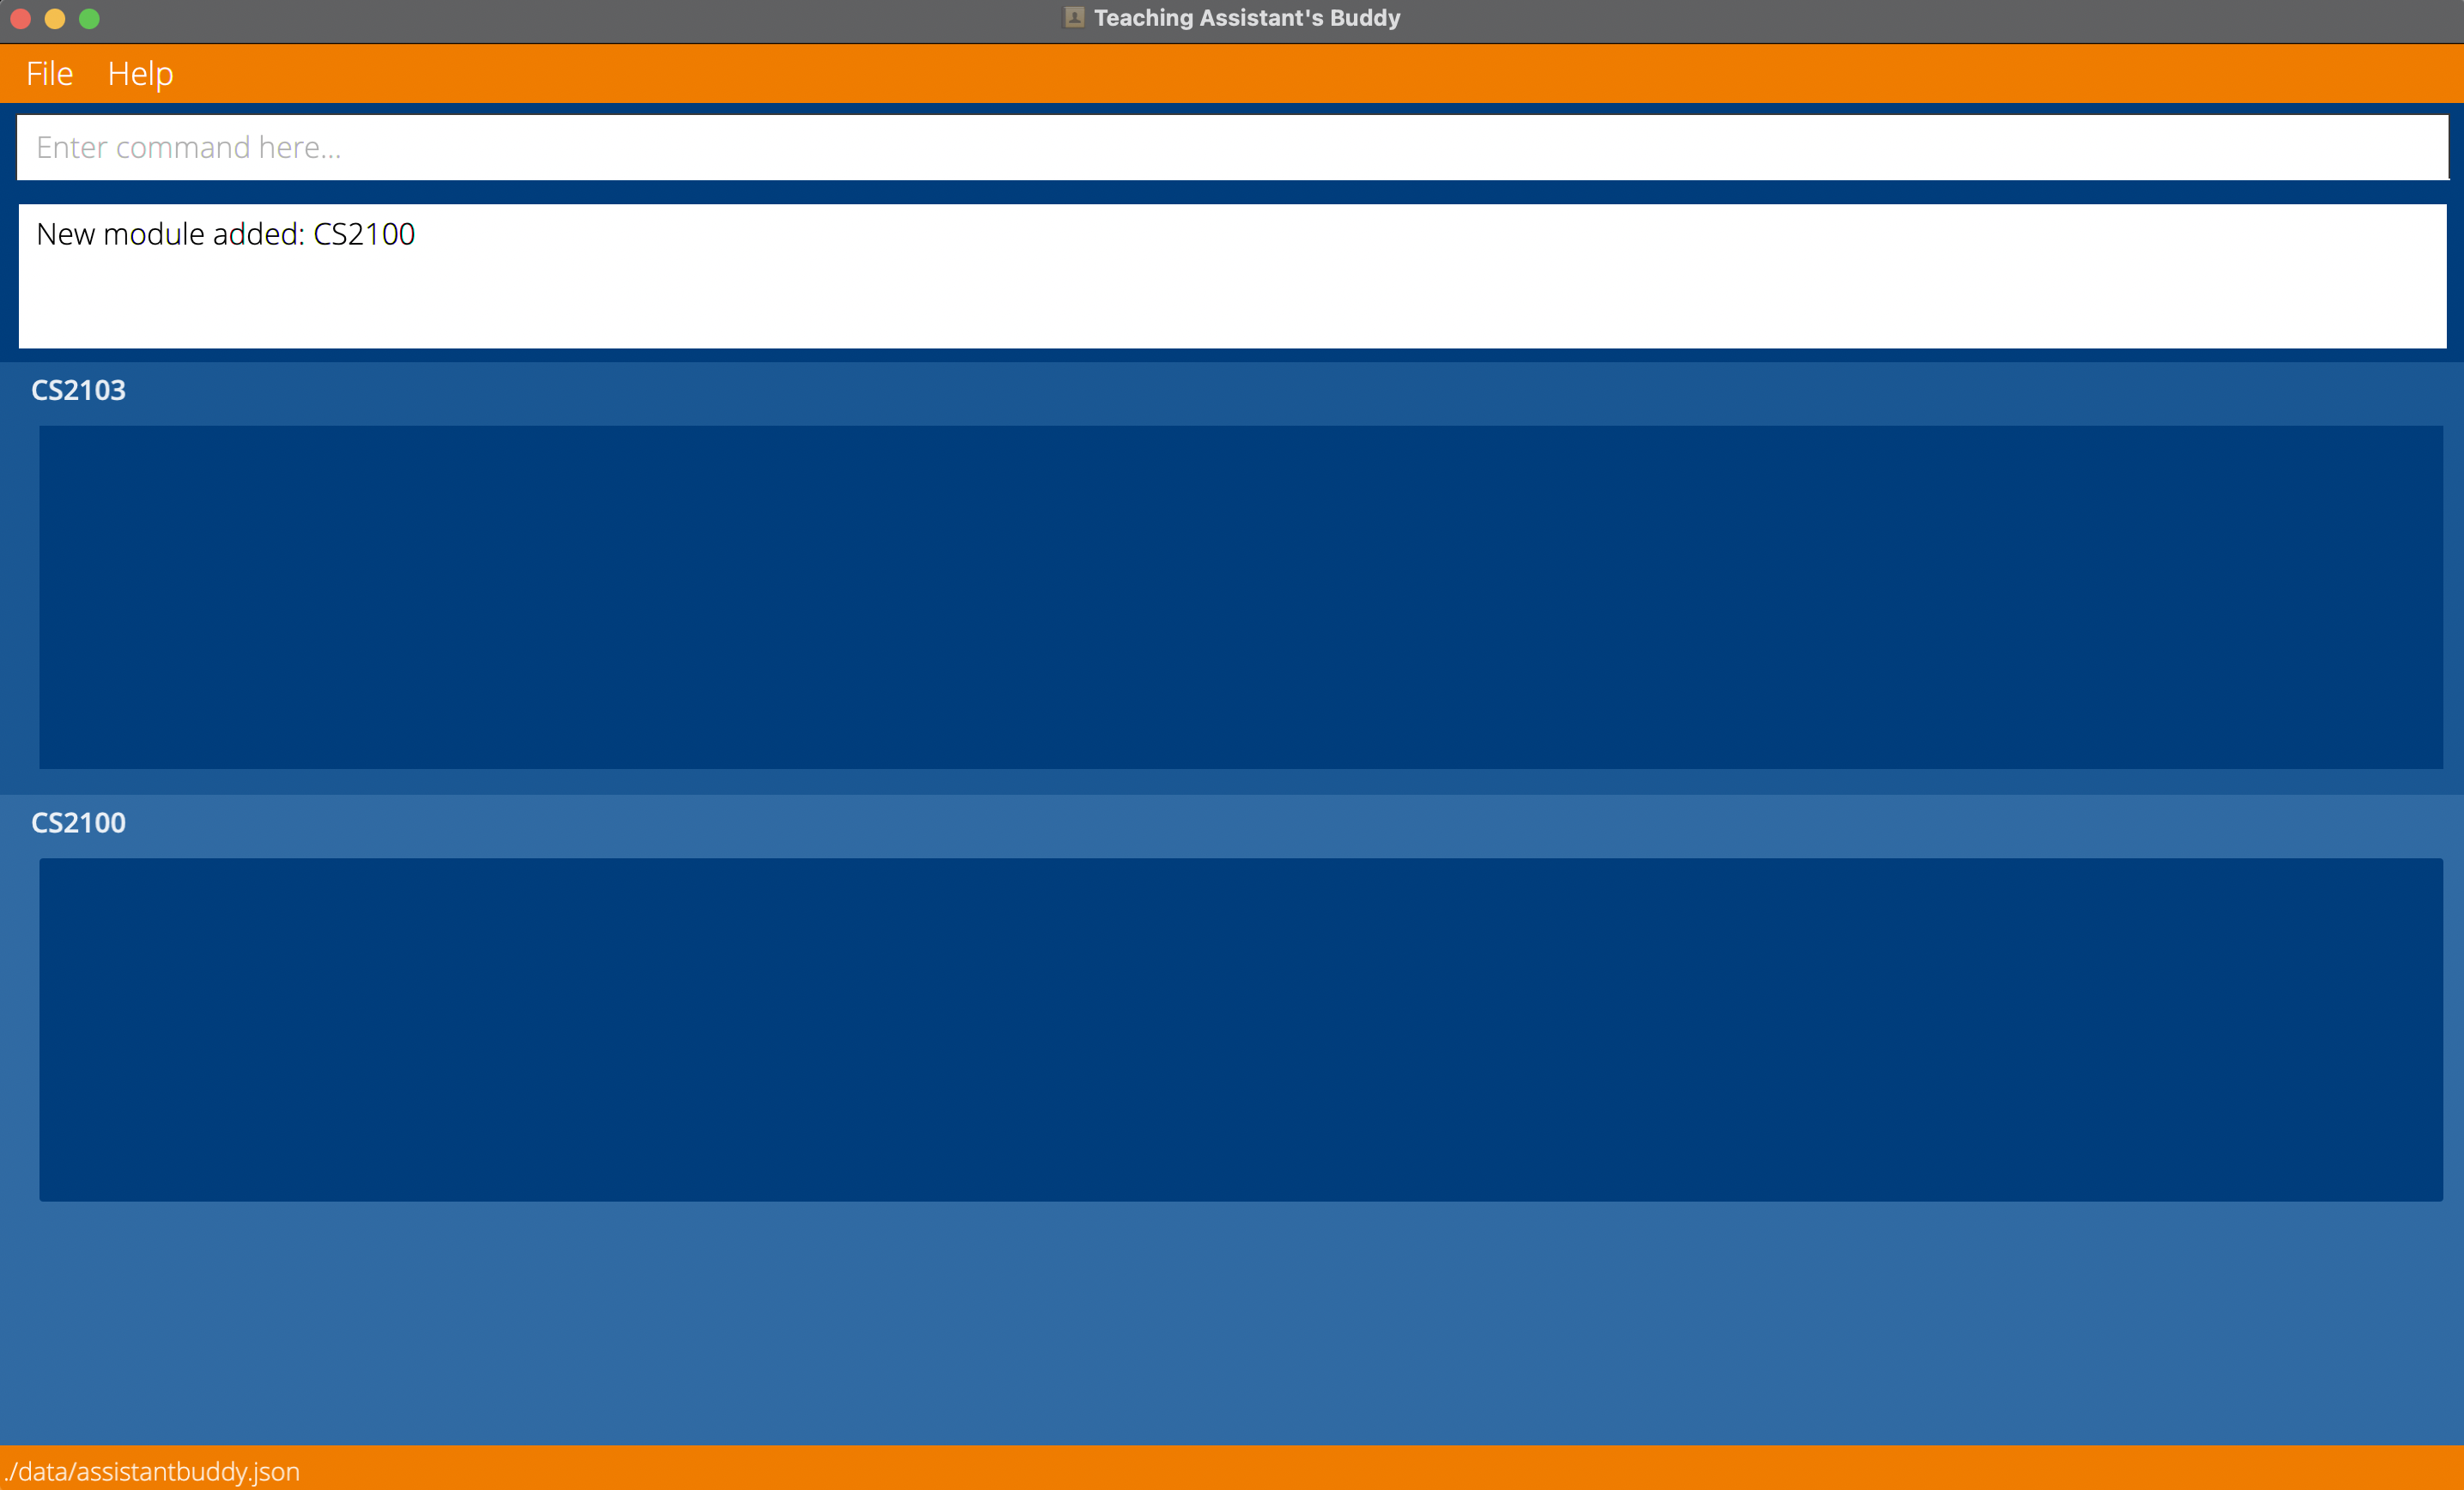 Teaching Assistant's Buddy
File Help
Enter command here...
New module added: CS2100
CS2103
CS2100
./data/assistantbuddy.json